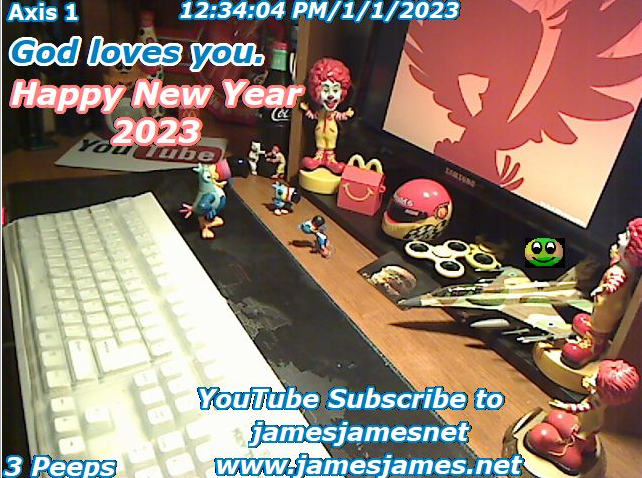 Axis 1
12:34:04 PM/1/1/2023
God loves you.
Happy New Year
2023
YouTube
SAMSUNG
YouTube Subscribe to
jamesjamesnet
3 Peeps
www.jamesjames.net